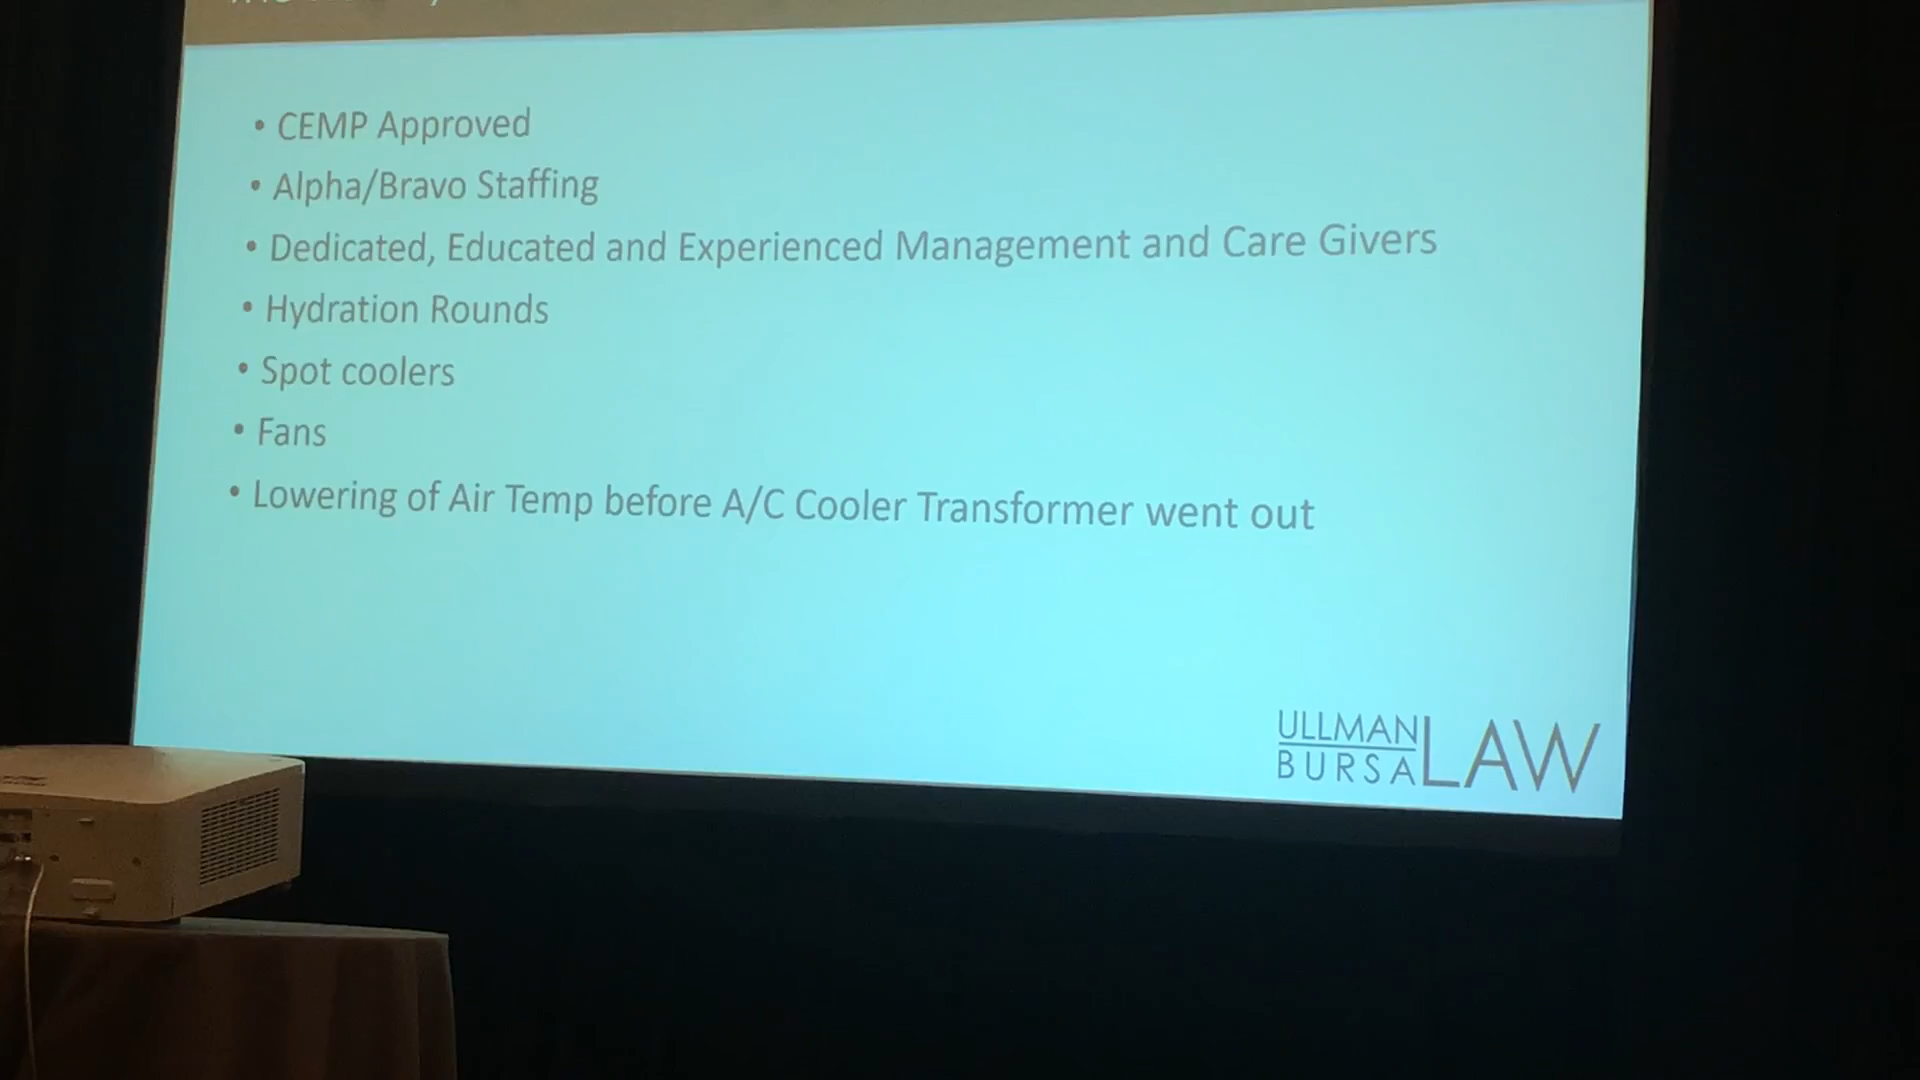 • CEMP Approved
• Alpha/Bravo Staffing
• Dedicated, Educated and Experienced Management and Care Givers
• Hydration Rounds
• Spot coolers
• Fans
• Lowering of Air Temp before A/C Cooler Transformer went out
ULLMAN
BURSA
LAW